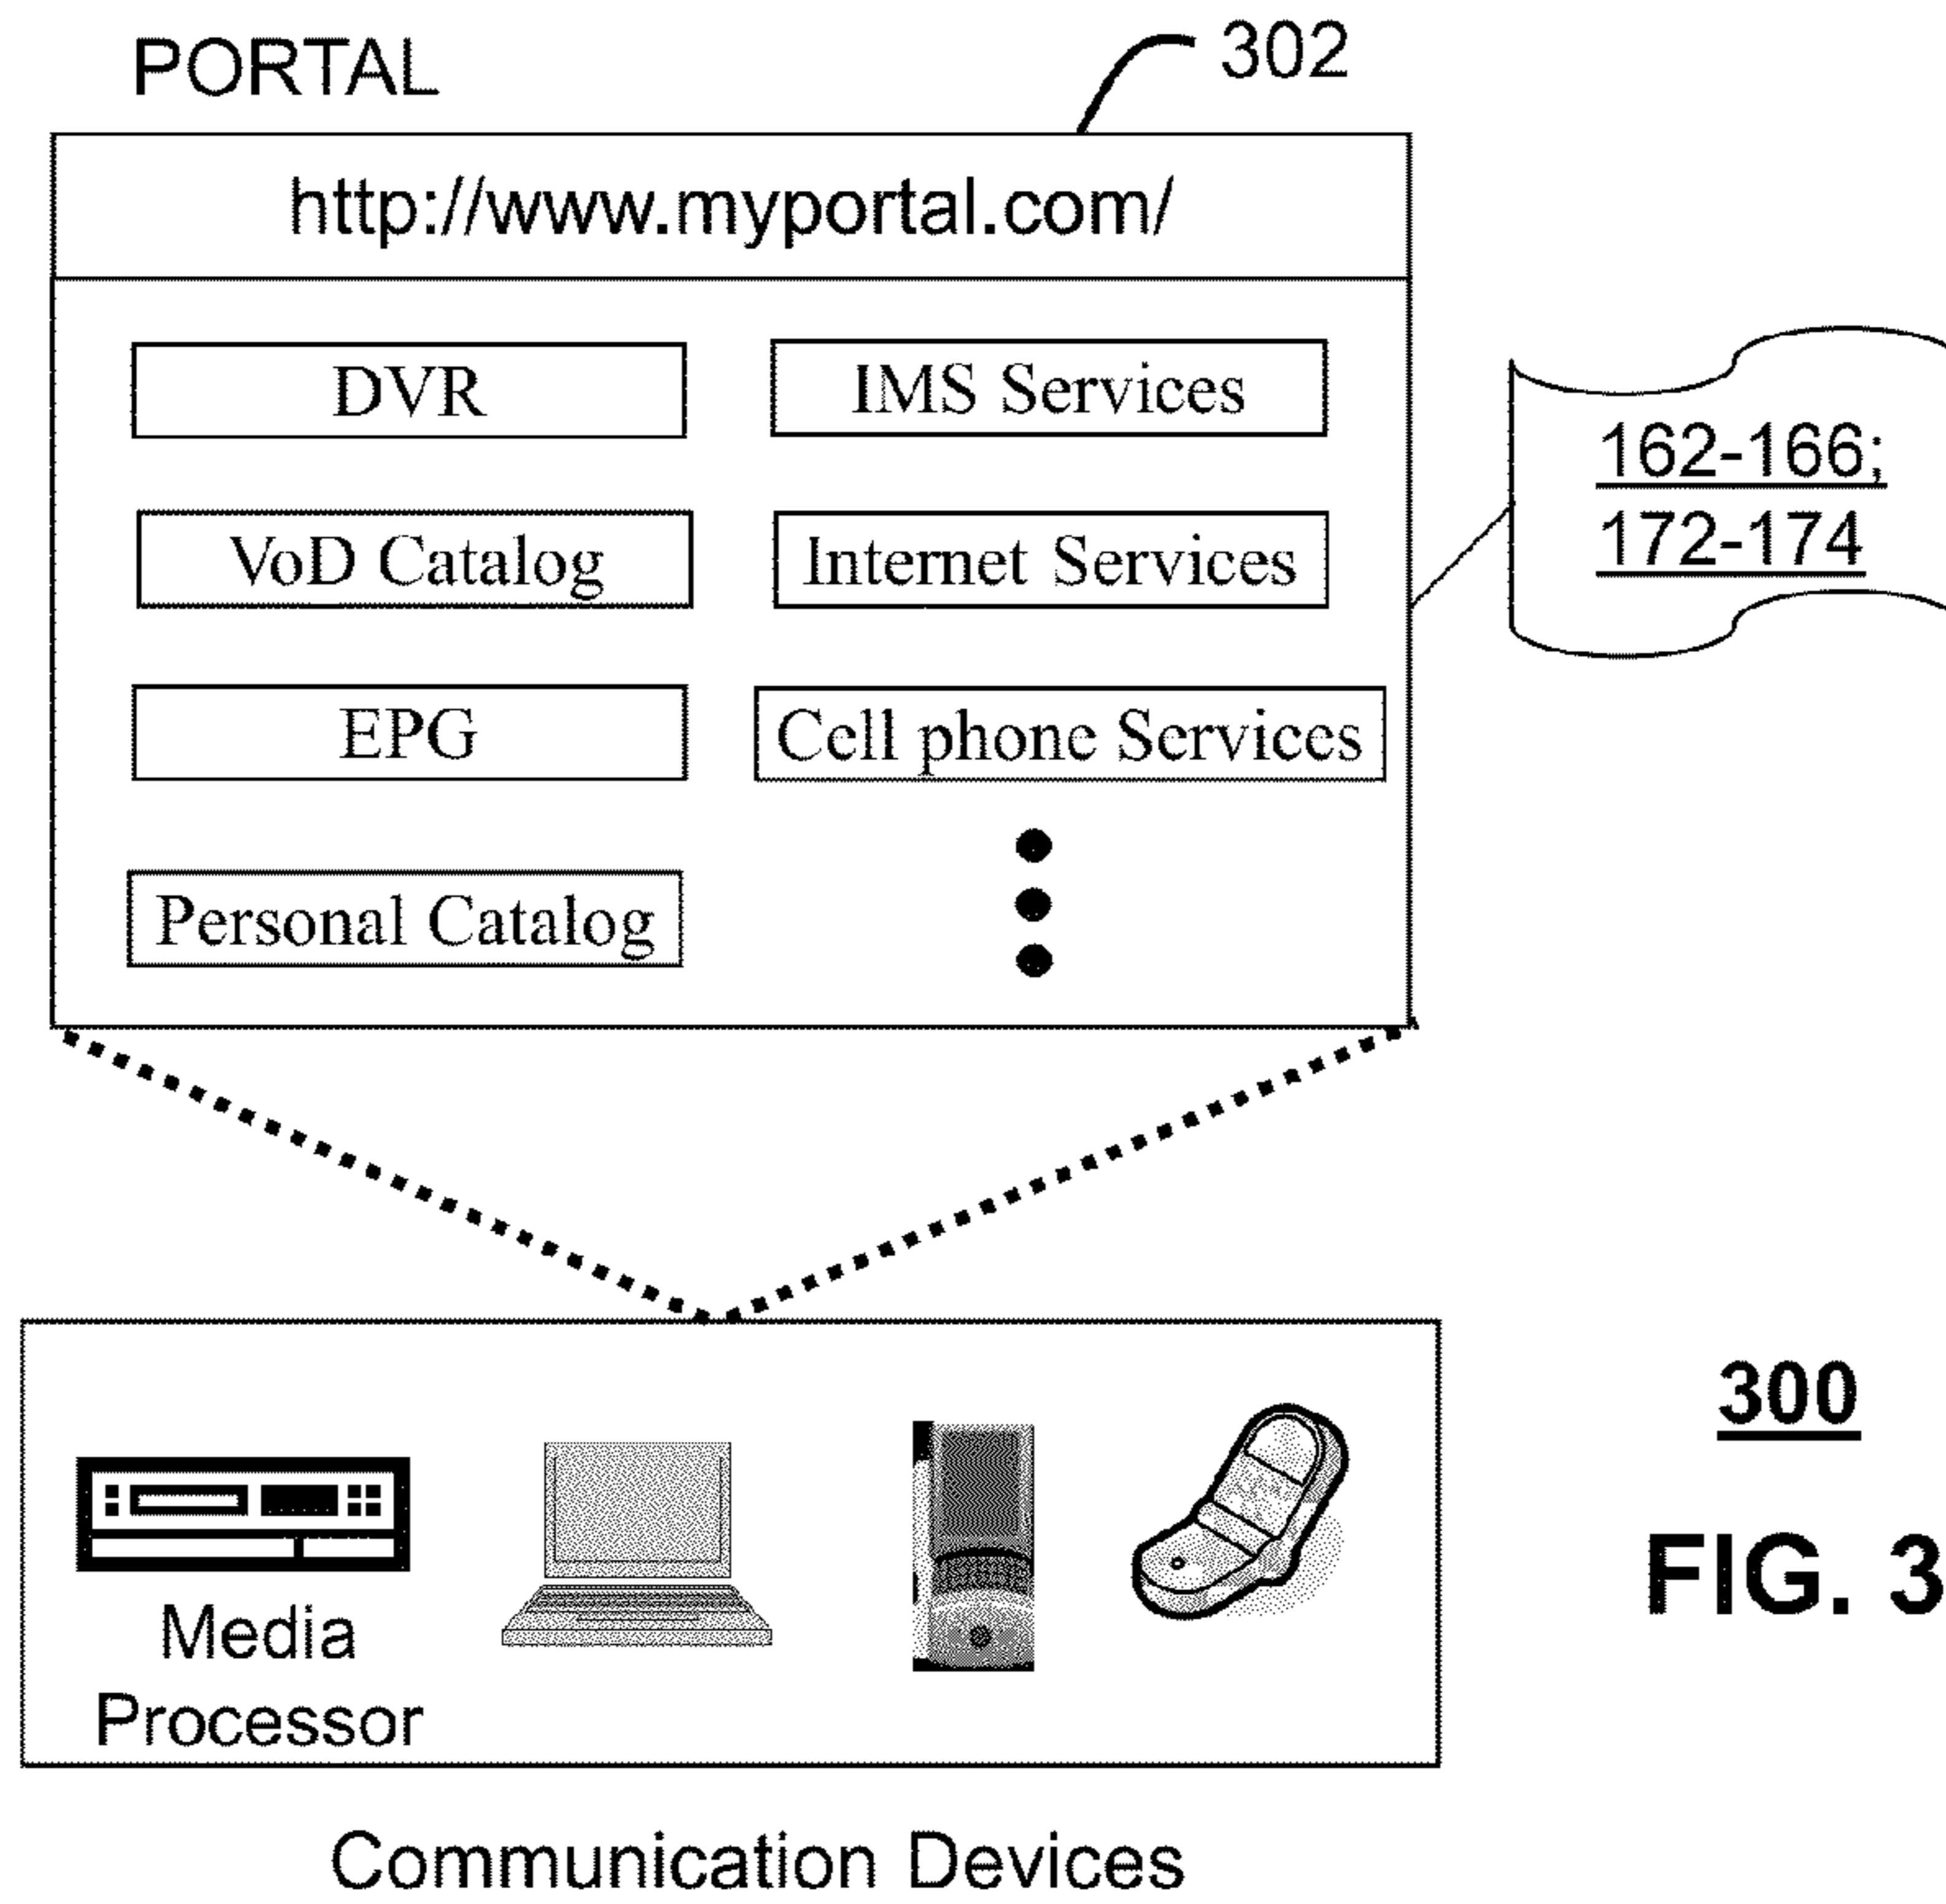 PORTAL
302
http://www.myportal.com/
DVR
IMS Services
VoD Catalog
Internet Services
EPG
Cell phone Services
Personal Catalog
162-166;
172-174
Media
Processor
Communication Devices
300
FIG. 3